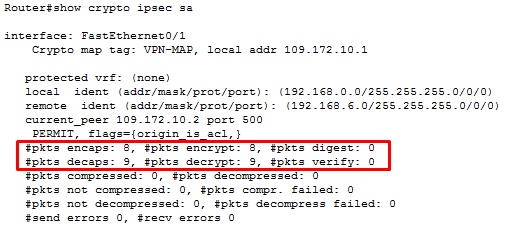 Router#show crypto ipsec sa
interface: FastEthernet0/1
Crypto map tag: VPN-MAP, local addr 109.172.10.1
protected vrf: (none)
local ident (addr/mask/prot/port): (192.168.0.0/255.255.255.0/0/0)
remote ident (addr/mask/prot/port): (192.168.6.0/255.255.255.0/0/0)
current_peer 109.172.10.2 port 500
PERMIT, flags={origin_is_acl,}
#pkts encaps: 8, #pkts encrypt: 8, #pkts digest: 0
#pkts decaps: 9, #pkts decrypt: 9, #pkts verify: 0
#pkts compressed: 0, #pkts decompressed: 0
#pkts not compressed: 0, #pkts compr. failed: 0
#pkts not decompressed: 0, #pkts decompress failed: 0
#send errors 0, #recv errors 0